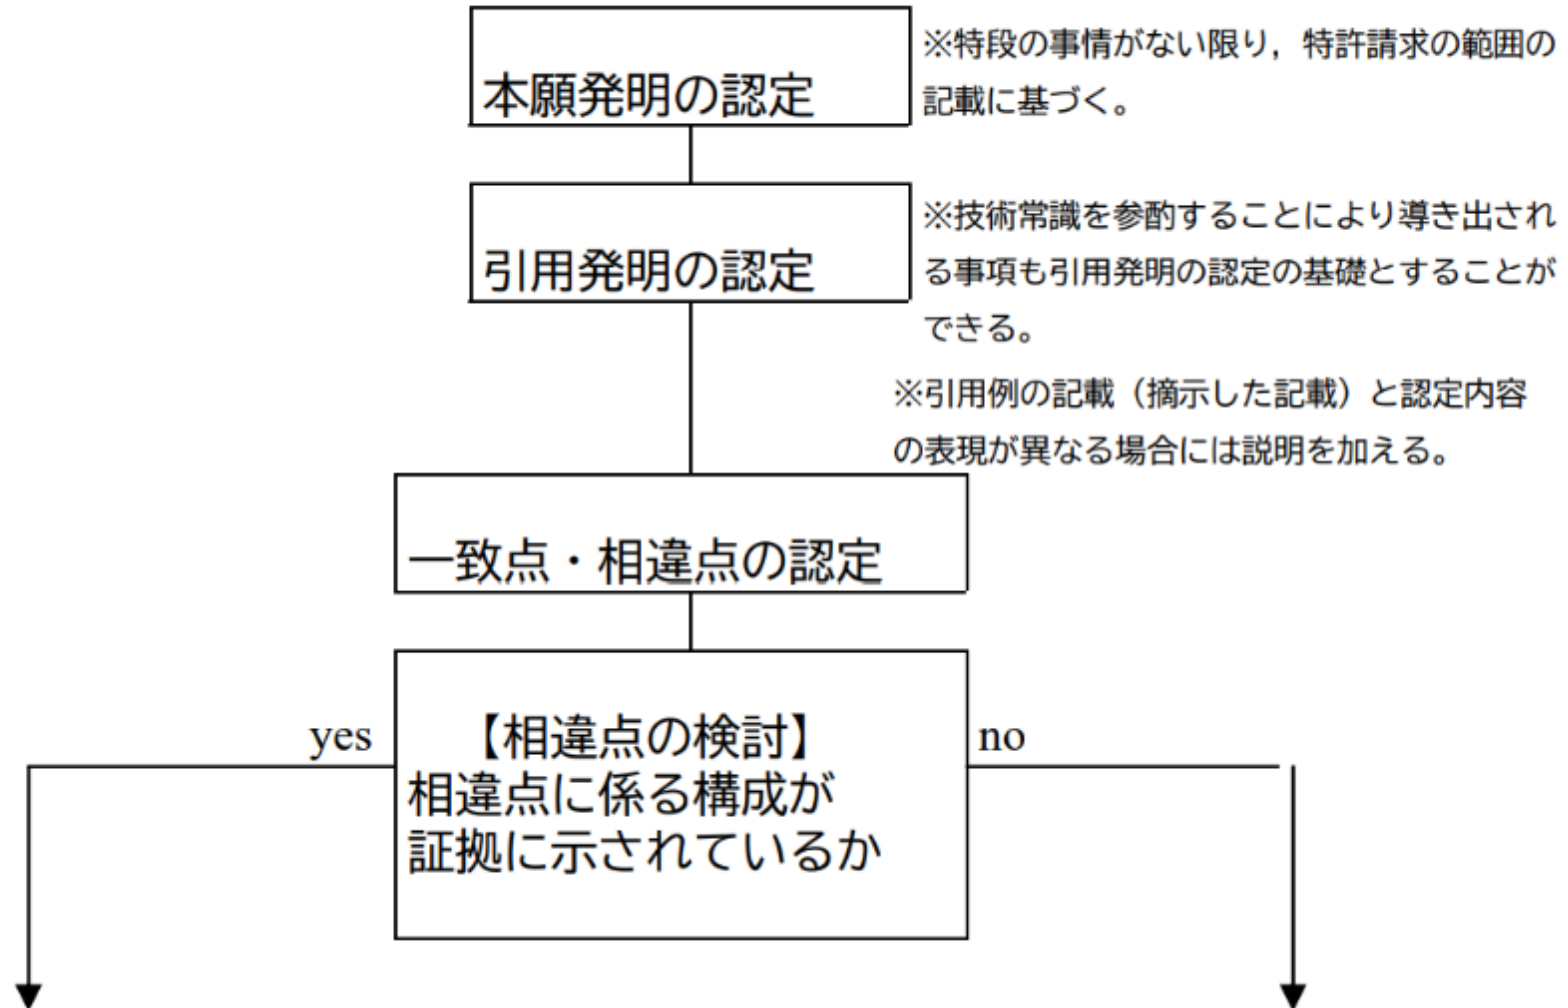 本願発明の認定
※特段の事情がない限り，特許請求の範囲の
記載に基づく。
引用発明の認定
※技術常識を参酌することにより導き出され
る事項も引用発明の認定の基礎とすることが
できる。
※引用例の記載（摘示した記載）と認定内容
の表現が異なる場合には説明を加える。
一致点・相違点の認定
yes
【相違点の検討】
相違点に係る構成が
証拠に示されているか
no